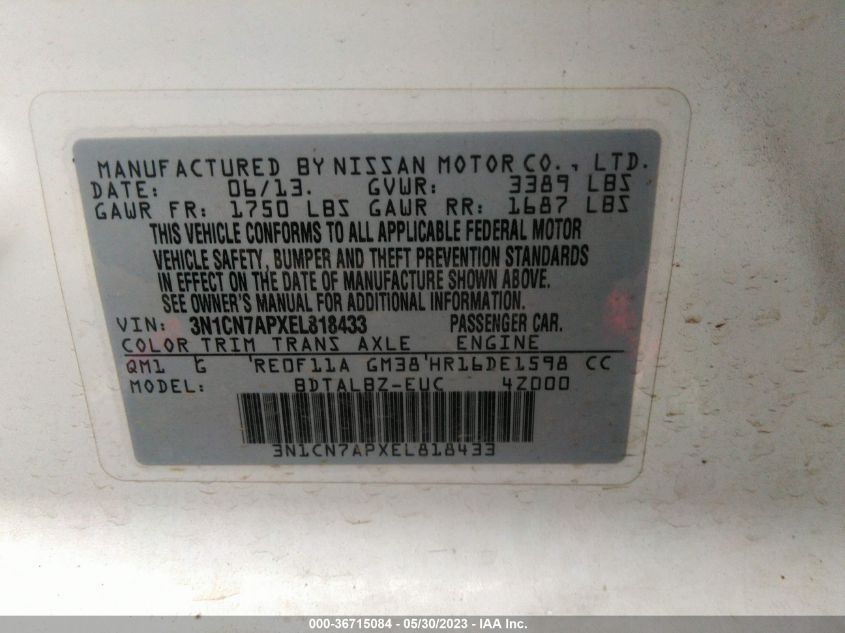 MANUFACTURED BY NISSAN MOTOR CO., LTD.
DATE: 06/13. GVWR: 3389 LBS
GAWR FR: 1750 LBS GAWR RR: 1687 LBS
THIS VEHICLE CONFORMS TO ALL APPLICABLE FEDERAL MOTOR
VEHICLE SAFETY, BUMPER AND THEFT PREVENTION STANDARDS
IN EFFECT ON THE DATE OF MANUFACTURE SHOWN ABOVE.
SEE OWNER'S MANUAL FOR ADDITIONAL INFORMATION.
VIN: 3N1CN7APXEL818433 PASSENGER CAR.
COLOR TRIM TRANS AXLE ENGINE
QM1 G 'RE0F11A GM38'HR16DE1598 CC
MODEL: BDTALBZ-EUC 4Z000
3N1CN7APXEL818433
000-36715084 - 05/30/2023 - IAA Inc.